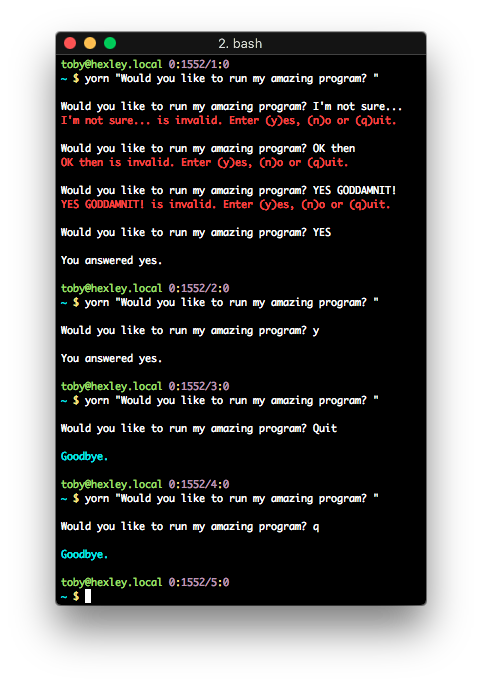 2. bash
toby@hexley.local 0:1552/1:0
~ $ yorn "Would you like to run my amazing program? "
Would you like to run my amazing program? I'm not sure...
I'm not sure... is invalid. Enter (y)es, (n)o or (q)uit.
Would you like to run my amazing program? OK then
OK then is invalid. Enter (y)es, (n)o or (q)uit.
Would you like to run my amazing program? YES GODDAMNIT!
YES GODDAMNIT! is invalid. Enter (y)es, (n)o or (q)uit.
Would you like to run my amazing program? YES
You answered yes.
toby@hexley.local 0:1552/2:0
~ $ yorn "Would you like to run my amazing program? "
Would you like to run my amazing program? y
You answered yes.
toby@hexley.local 0:1552/3:0
~ $ yorn "Would you like to run my amazing program? "
Would you like to run my amazing program? Quit
Goodbye.
toby@hexley.local 0:1552/4:0
~ $ yorn "Would you like to run my amazing program? "
Would you like to run my amazing program? q
Goodbye.
toby@hexley.local 0:1552/5:0
~ $